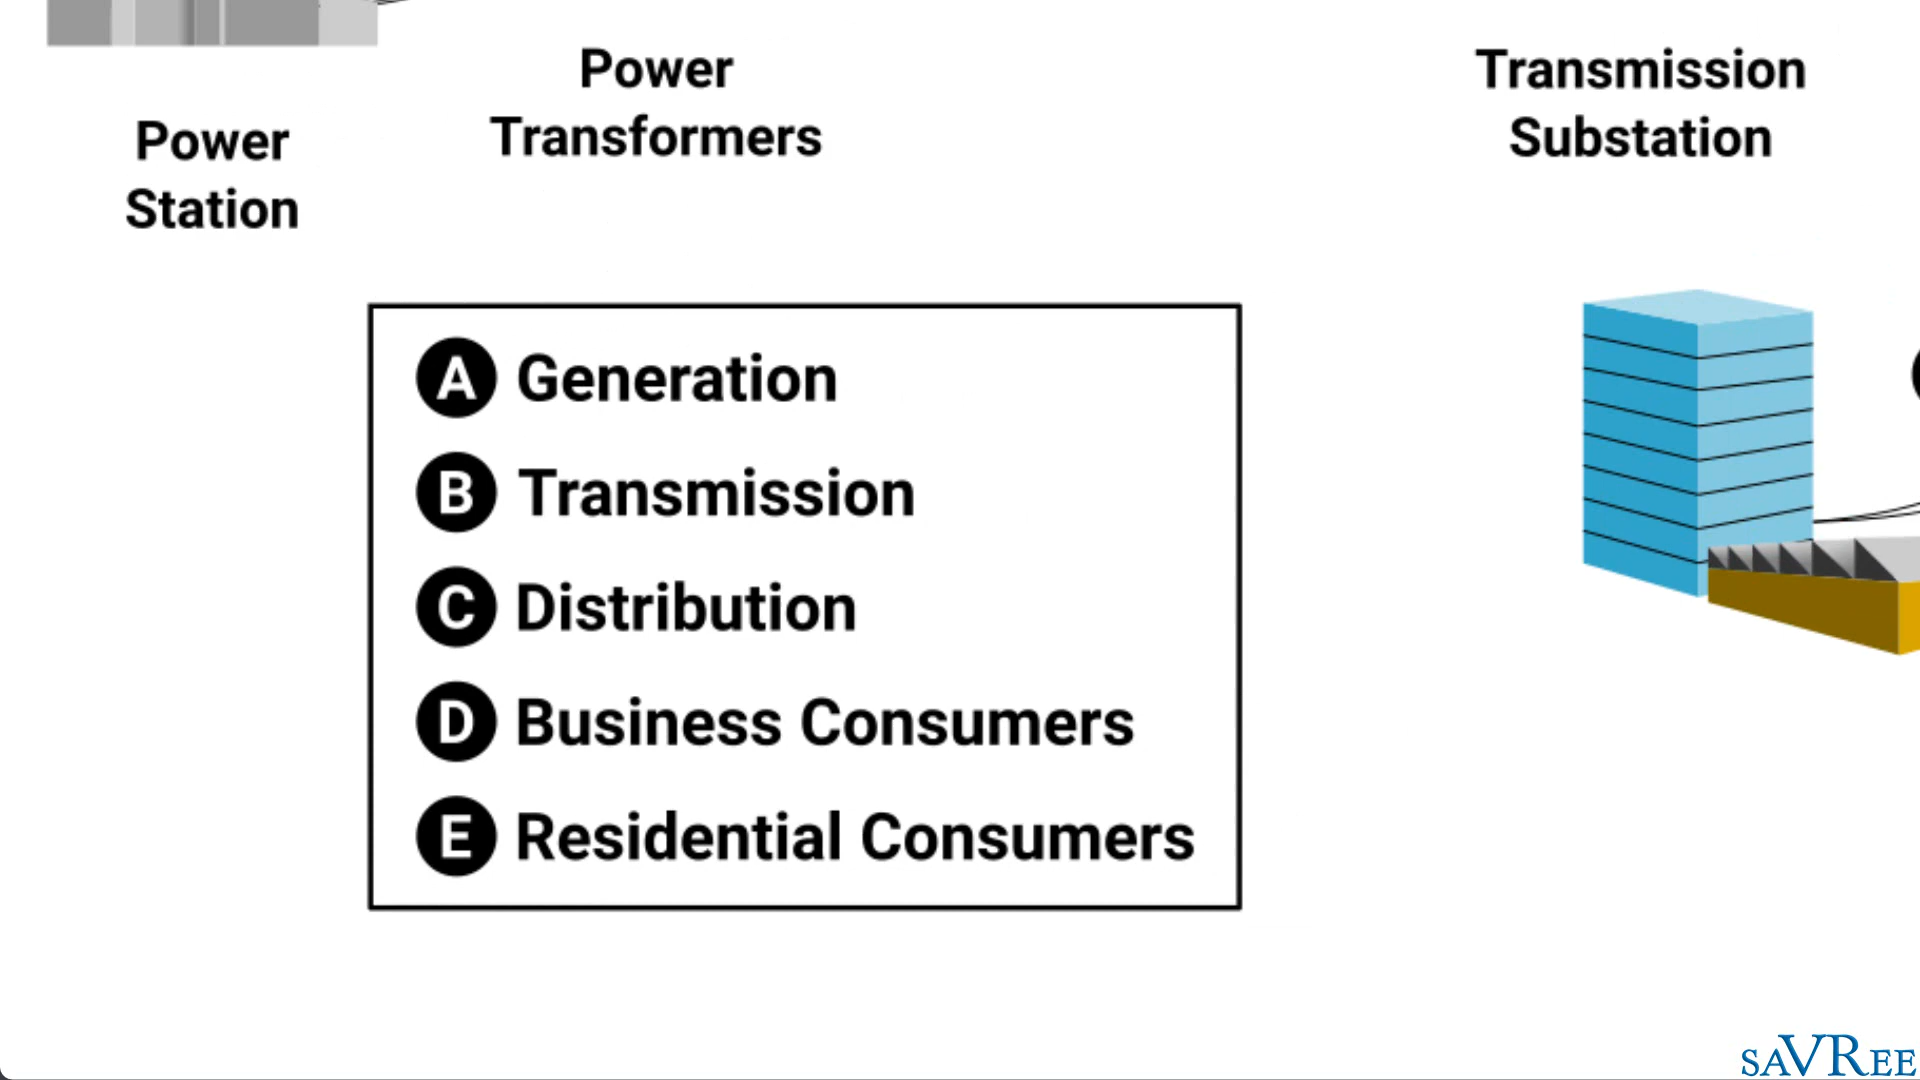 Power
Station
Power
Transformers
Transmission
Substation
A Generation
B Transmission
C Distribution
D Business Consumers
E Residential Consumers
saVRee